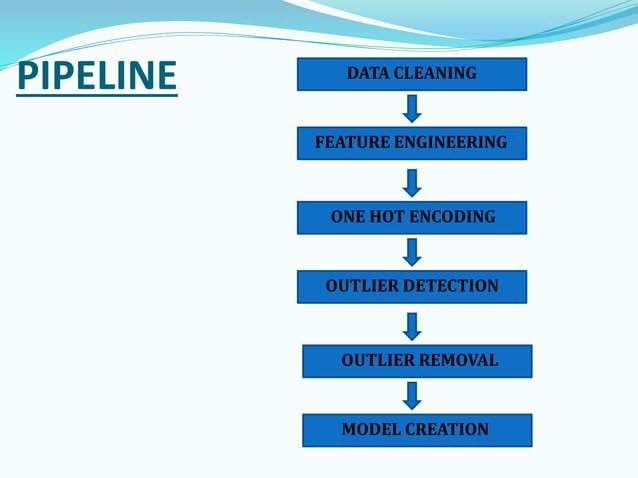 PIPELINE
DATA CLEANING
FEATURE ENGINEERING
ONE HOT ENCODING
OUTLIER DETECTION
OUTLIER REMOVAL
MODEL CREATION